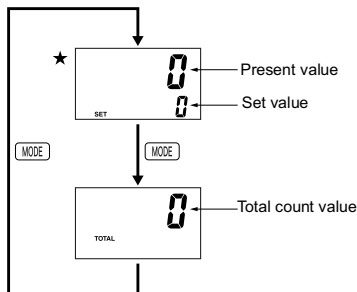 ★
0
Present value
0
Set value
SET
MODE
MODE
0
Total count value
TOTAL